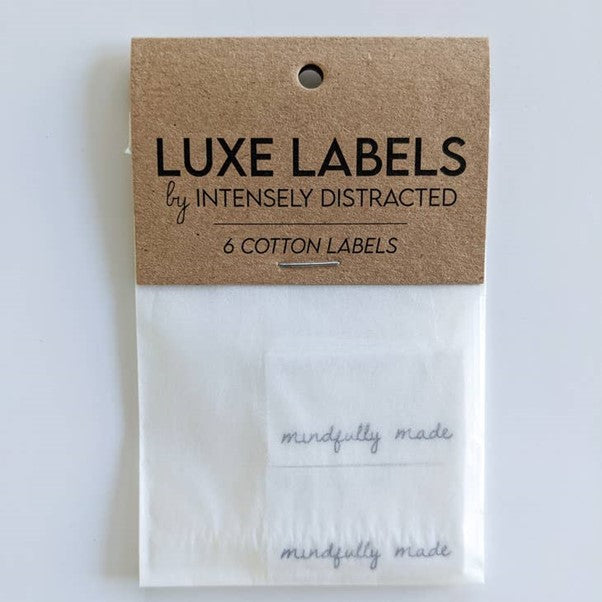 LUXE LABELS
by INTENSELY DISTRACTED
6 COTTON LABELS
mindfully made
mindfully made